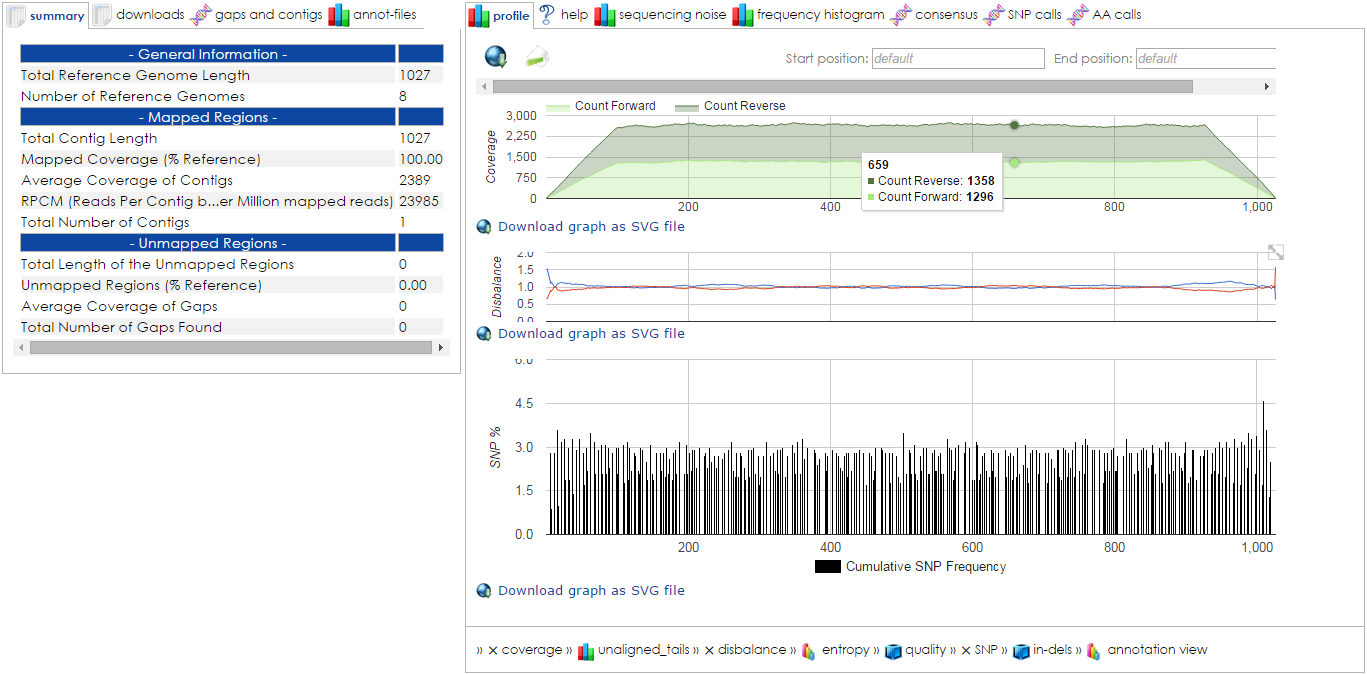 summary downloads gaps and contigs annot-files
- General Information -
Total Reference Genome Length 1027
Number of Reference Genomes 8
- Mapped Regions -
Total Contig Length 1027
Mapped Coverage (% Reference) 100.00
Average Coverage of Contigs 2389
RPCM (Reads Per Contig b...er Million mapped reads) 23985
Total Number of Contigs 1
- Unmapped Regions -
Total Length of the Unmapped Regions 0
Unmapped Regions (% Reference) 0.00
Average Coverage of Gaps 0
Total Number of Gaps Found 0
profile help sequencing noise frequency histogram consensus SNP calls AA calls
Start position: default End position: default
Count Forward Count Reverse
Coverage
3,000
2,250
1,500
750
0
200 400 800 1,000
659
Count Reverse: 1358
Count Forward: 1296
Download graph as SVG file
Disbalance
2.0
1.5
1.0
0.5
0.0
Download graph as SVG file
SNP %
6.0
4.5
3.0
1.5
0.0
200 400 600 800 1,000
Cumulative SNP Frequency
Download graph as SVG file
» × coverage » unaligned_tails » × disbalance » entropy » quality » × SNP » in-dels » annotation view